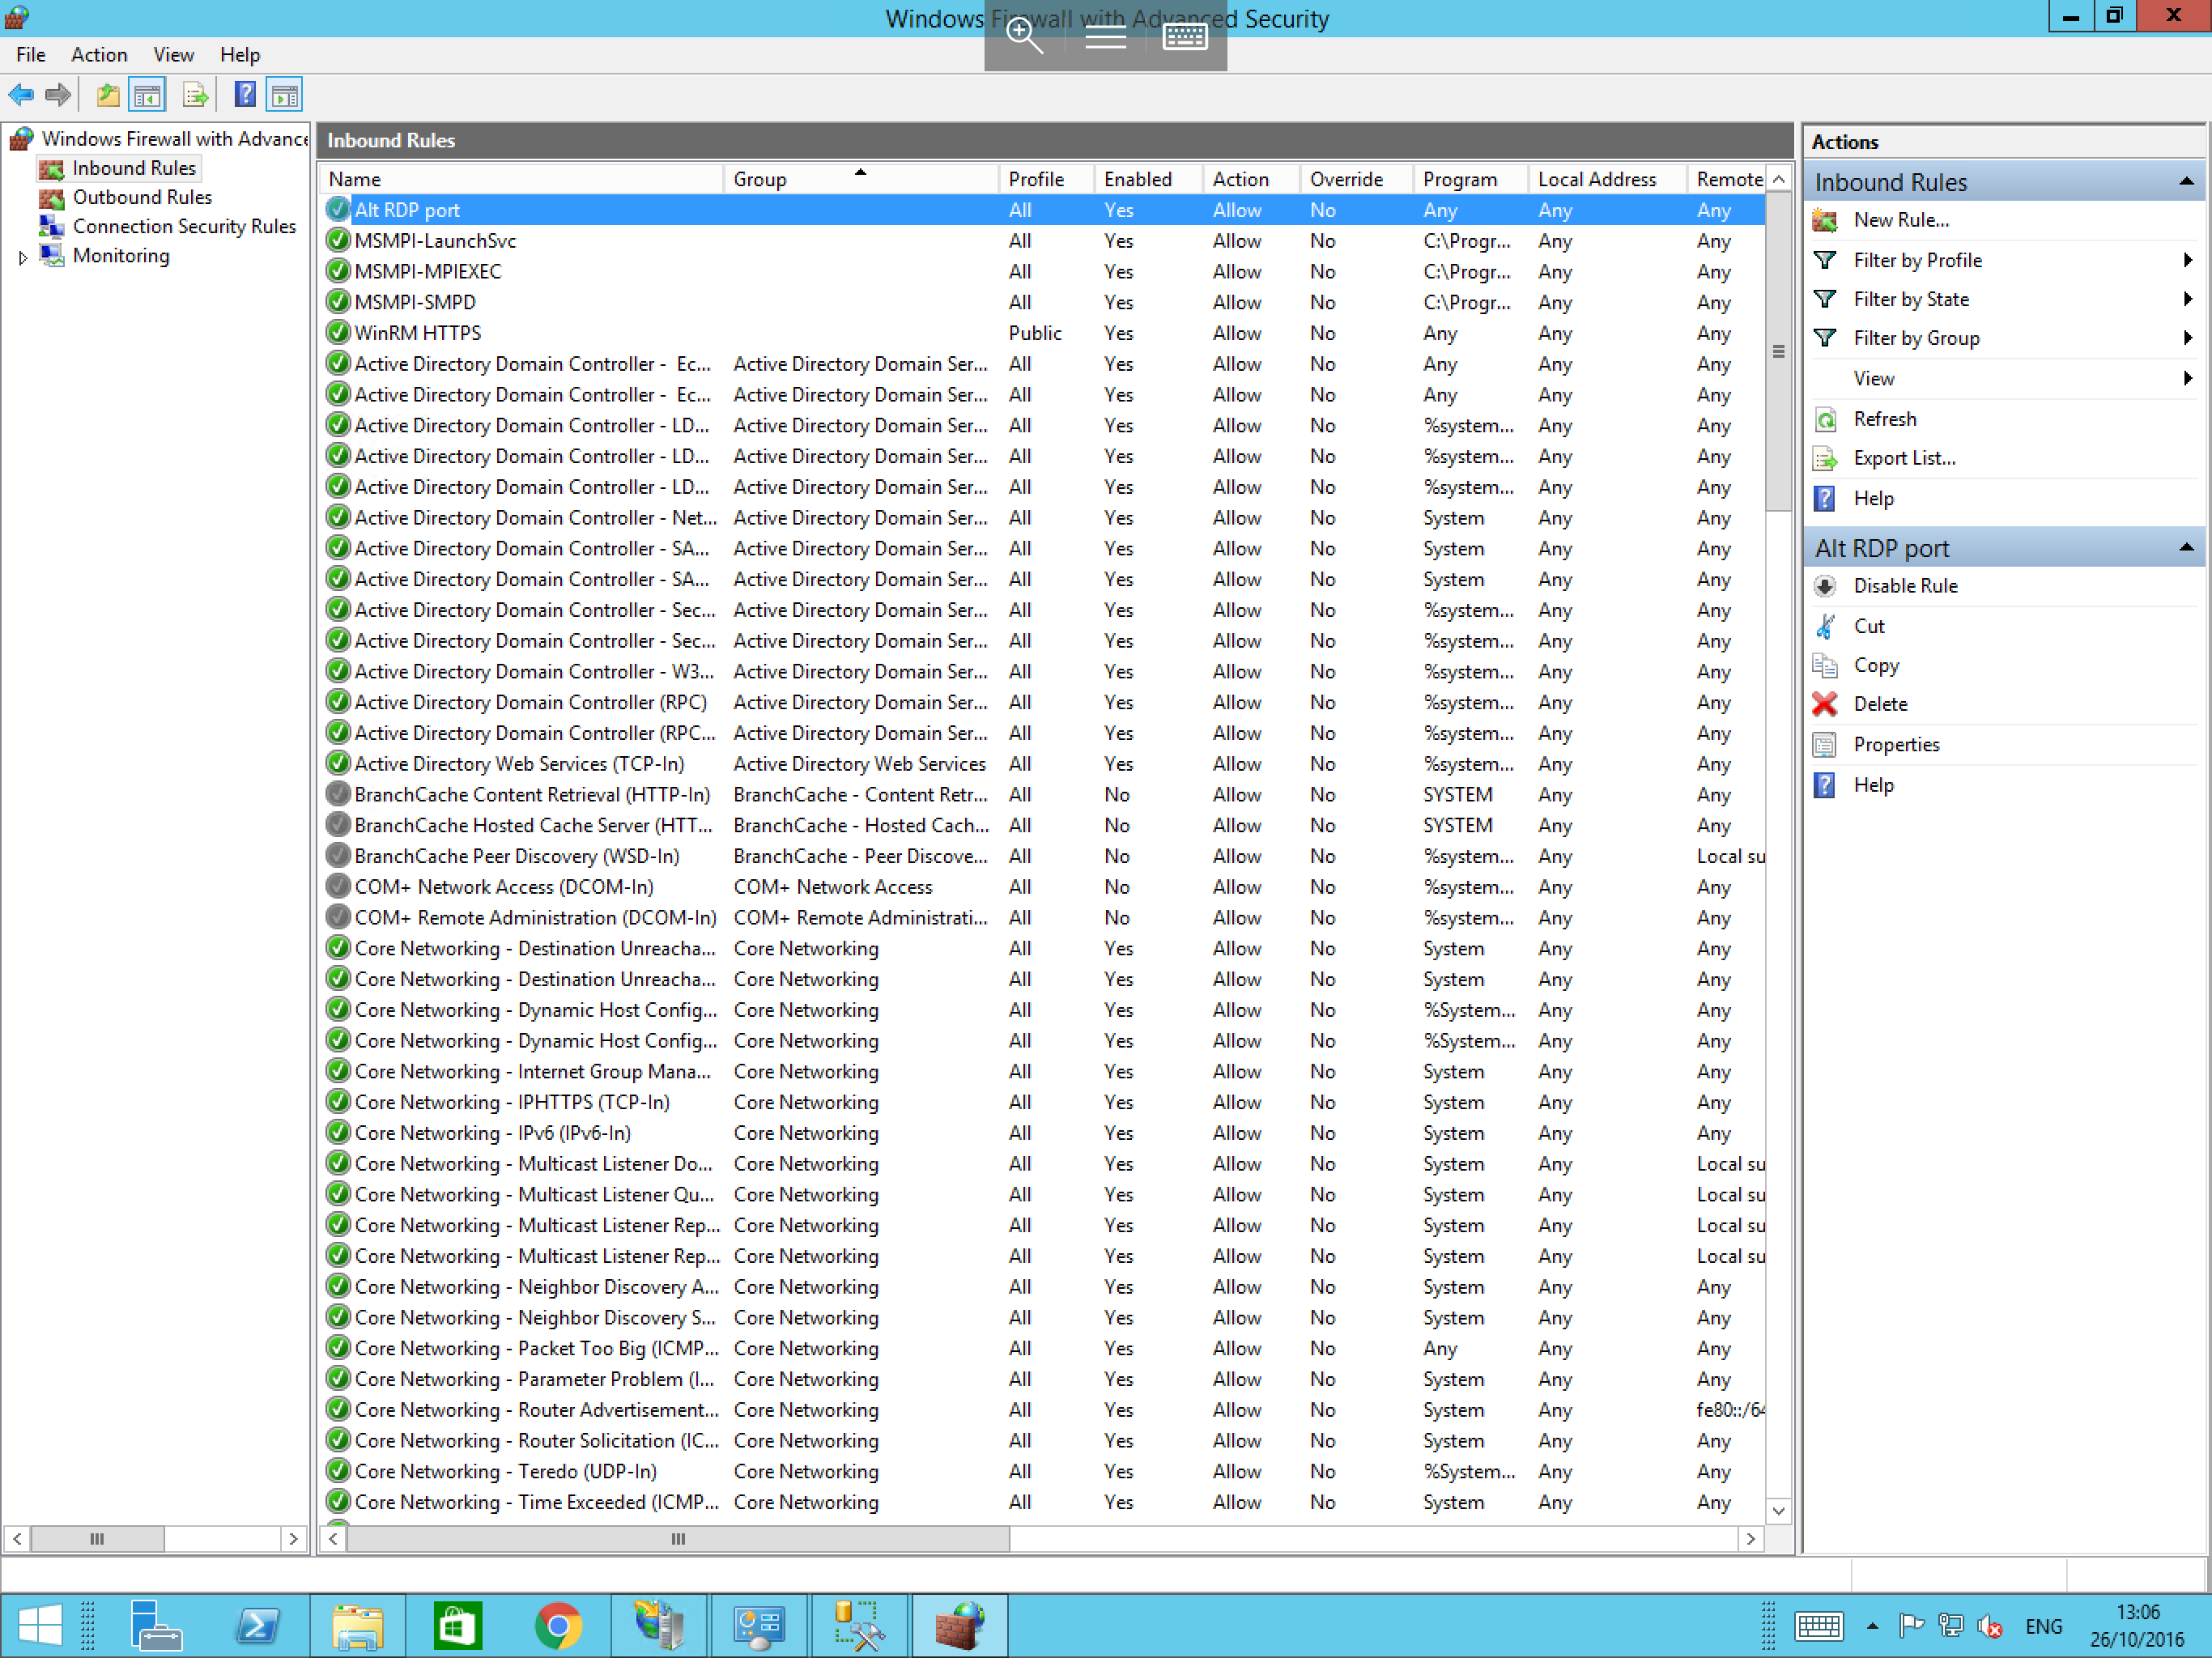 Windows Firewall with Advanced Security
File Action View Help
Windows Firewall with Advance
Inbound Rules
Outbound Rules
Connection Security Rules
Monitoring
Inbound Rules
Name Group Profile Enabled Action Override Program Local Address Remote
Alt RDP port All Yes Allow No Any Any Any
MSMPI-LaunchSvc All Yes Allow No C:\Progr... Any Any
MSMPI-MPIEXEC All Yes Allow No C:\Progr... Any Any
MSMPI-SMPD All Yes Allow No C:\Progr... Any Any
WinRM HTTPS Public Yes Allow No Any Any Any
Active Directory Domain Controller - Ec... Active Directory Domain Ser... All Yes Allow No Any Any Any
Active Directory Domain Controller - Ec... Active Directory Domain Ser... All Yes Allow No Any Any Any
Active Directory Domain Controller - LD... Active Directory Domain Ser... All Yes Allow No %system... Any Any
Active Directory Domain Controller - LD... Active Directory Domain Ser... All Yes Allow No %system... Any Any
Active Directory Domain Controller - LD... Active Directory Domain Ser... All Yes Allow No %system... Any Any
Active Directory Domain Controller - Net... Active Directory Domain Ser... All Yes Allow No System Any Any
Active Directory Domain Controller - SA... Active Directory Domain Ser... All Yes Allow No System Any Any
Active Directory Domain Controller - SA... Active Directory Domain Ser... All Yes Allow No System Any Any
Active Directory Domain Controller - Sec... Active Directory Domain Ser... All Yes Allow No %system... Any Any
Active Directory Domain Controller - Sec... Active Directory Domain Ser... All Yes Allow No %system... Any Any
Active Directory Domain Controller - W3... Active Directory Domain Ser... All Yes Allow No %system... Any Any
Active Directory Domain Controller (RPC) Active Directory Domain Ser... All Yes Allow No %system... Any Any
Active Directory Domain Controller (RPC... Active Directory Domain Ser... All Yes Allow No %system... Any Any
Active Directory Web Services (TCP-In) Active Directory Web Services All Yes Allow No %system... Any Any
BranchCache Content Retrieval (HTTP-In) BranchCache - Content Retr... All No Allow No SYSTEM Any Any
BranchCache Hosted Cache Server (HTT... BranchCache - Hosted Cach... All No Allow No SYSTEM Any Any
BranchCache Peer Discovery (WSD-In) BranchCache - Peer Discove... All No Allow No %system... Any Local su
COM+ Network Access (DCOM-In) COM+ Network Access All No Allow No %system... Any Any
COM+ Remote Administration (DCOM-In) COM+ Remote Administrati... All No Allow No %system... Any Any
Core Networking - Destination Unreacha... Core Networking All Yes Allow No System Any Any
Core Networking - Destination Unreacha... Core Networking All Yes Allow No System Any Any
Core Networking - Dynamic Host Config... Core Networking All Yes Allow No %System... Any Any
Core Networking - Dynamic Host Config... Core Networking All Yes Allow No %System... Any Any
Core Networking - Internet Group Mana... Core Networking All Yes Allow No System Any Any
Core Networking - IPHTTPS (TCP-In) Core Networking All Yes Allow No System Any Any
Core Networking - IPv6 (IPv6-In) Core Networking All Yes Allow No System Any Any
Core Networking - Multicast Listener Do... Core Networking All Yes Allow No System Any Local su
Core Networking - Multicast Listener Qu... Core Networking All Yes Allow No System Any Local su
Core Networking - Multicast Listener Rep... Core Networking All Yes Allow No System Any Local su
Core Networking - Multicast Listener Rep... Core Networking All Yes Allow No System Any Local su
Core Networking - Neighbor Discovery A... Core Networking All Yes Allow No System Any Any
Core Networking - Neighbor Discovery S... Core Networking All Yes Allow No System Any Any
Core Networking - Packet Too Big (ICMP... Core Networking All Yes Allow No Any Any Any
Core Networking - Parameter Problem (I... Core Networking All Yes Allow No System Any Any
Core Networking - Router Advertisement... Core Networking All Yes Allow No System Any fe80::/64
Core Networking - Router Solicitation (IC... Core Networking All Yes Allow No System Any Any
Core Networking - Teredo (UDP-In) Core Networking All Yes Allow No %System... Any Any
Core Networking - Time Exceeded (ICMP... Core Networking All Yes Allow No System Any Any
Actions
Inbound Rules
New Rule...
Filter by Profile
Filter by State
Filter by Group
View
Refresh
Export List...
Help
Alt RDP port
Disable Rule
Cut
Copy
Delete
Properties
Help
ENG
13:06
26/10/2016